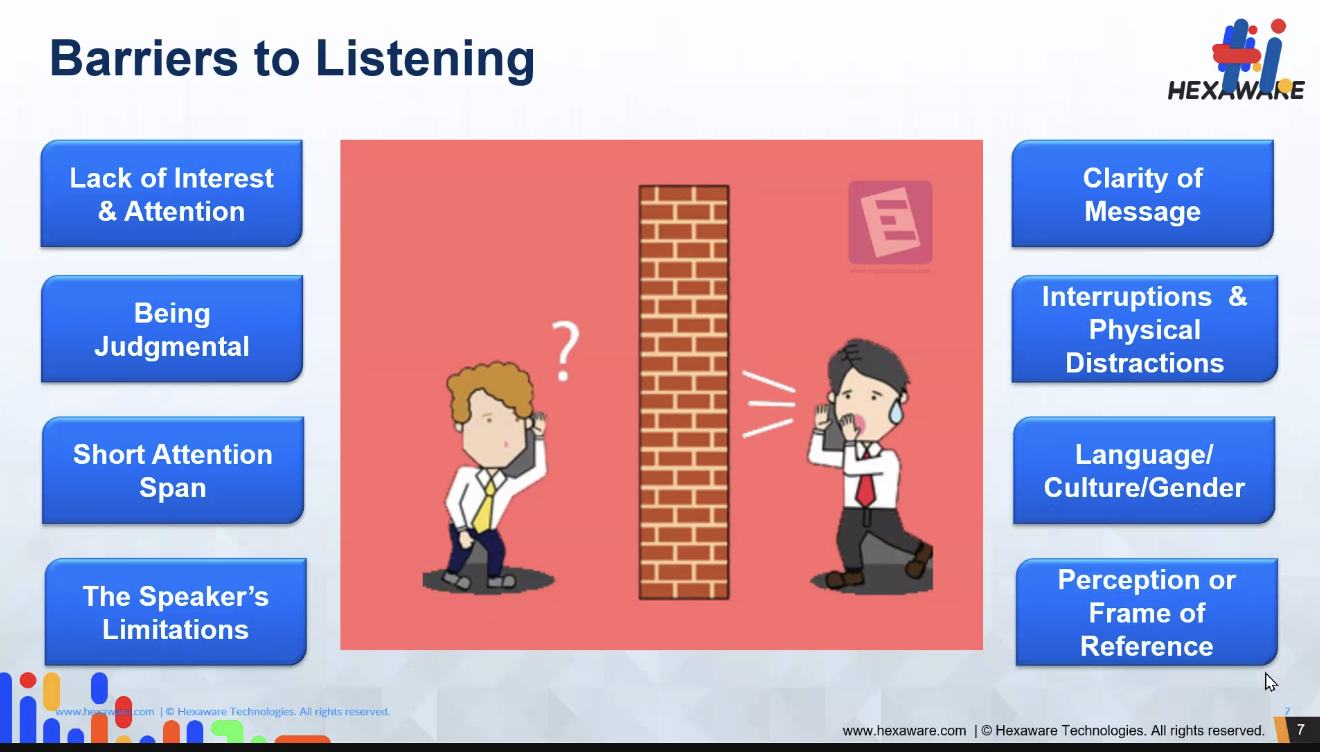 Barriers to Listening
HEXAWARE
Lack of Interest
& Attention
Being
Judgmental
Short Attention
Span
The Speaker’s
Limitations
?
Clarity of
Message
Interruptions  &
Physical
Distractions
Language/
Culture/Gender
Perception or
Frame of
Reference
www.hexaware.com  | © Hexaware Technologies. All rights reserved.
7
www.hexaware.com  | © Hexaware Technologies. All rights reserved.
7